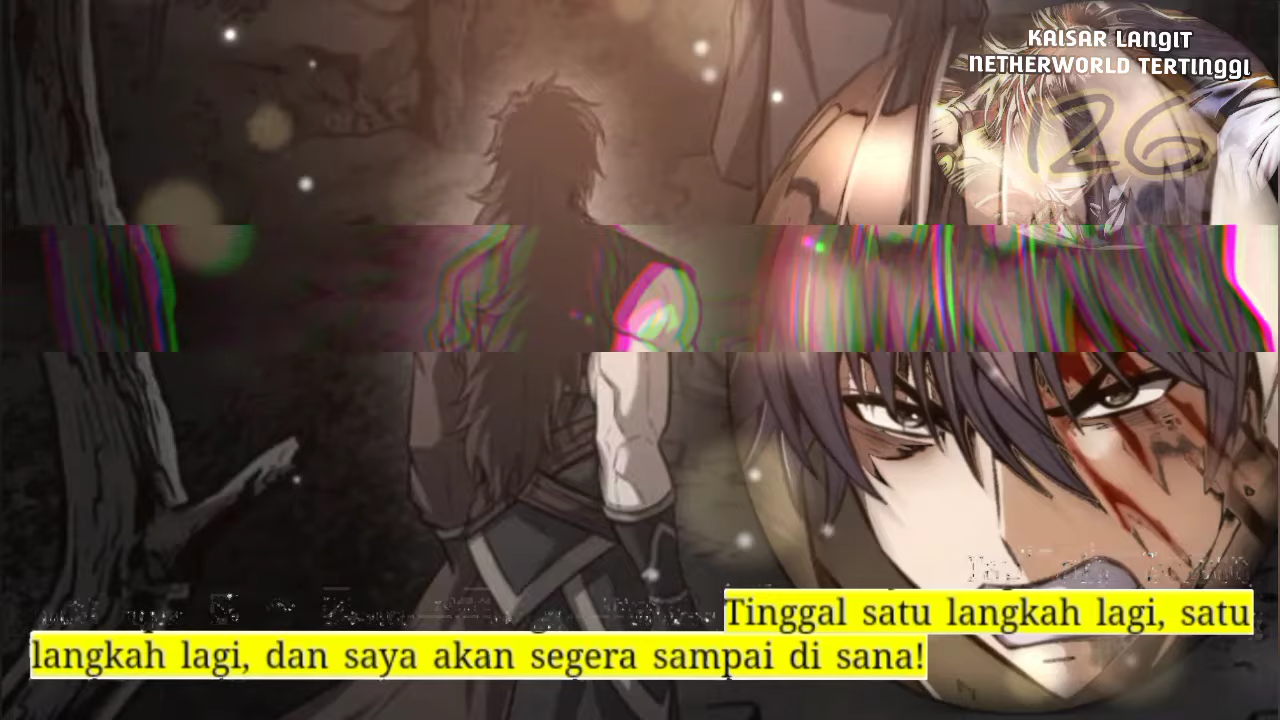 KAISAR LANGIT
NETHERWORLD TERTINGGI
126
Tinggal satu langkah lagi, satu
langkah lagi, dan saya akan segera sampai di sana!